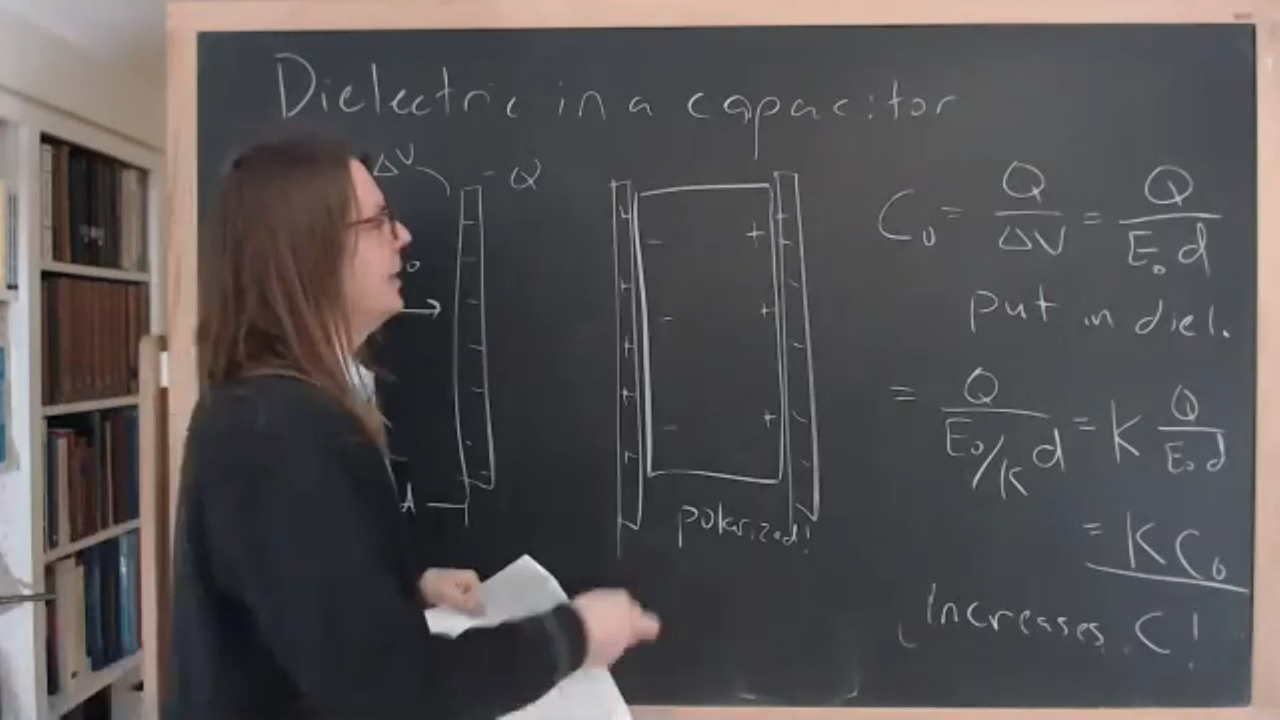 Dielectric in a capacitor
ΔV
-Q
A
polarized!
C₀ = Q/ΔV = Q/E₀d
put in diel.
= Q/(E₀/K d) = K Q/E₀d
= KC₀
Increases C!